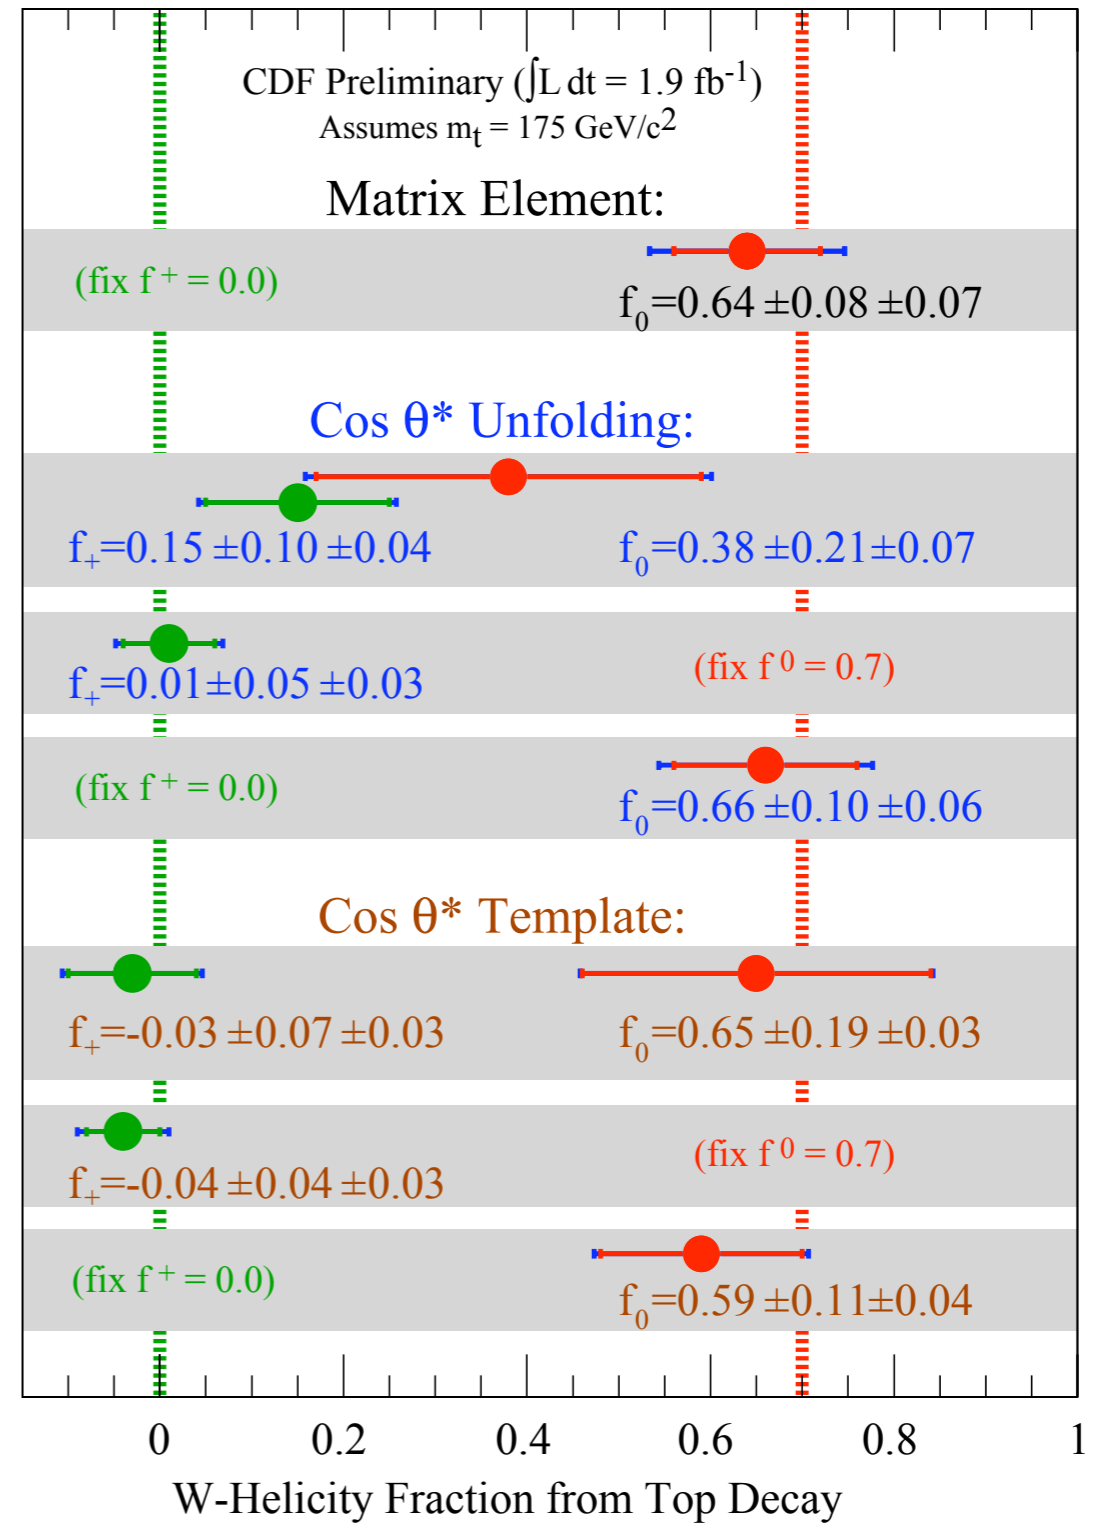 CDF Preliminary (∫L dt = 1.9 fb⁻¹)
Assumes mₜ = 175 GeV/c²
Matrix Element:
(fix f⁺ = 0.0)
f₀=0.64 ±0.08 ±0.07
Cos θ* Unfolding:
f₊=0.15 ±0.10 ±0.04 f₀=0.38 ±0.21±0.07
f₊=0.01±0.05 ±0.03 (fix f⁰ = 0.7)
(fix f⁺ = 0.0)
f₀=0.66 ±0.10 ±0.06
Cos θ* Template:
f₊=-0.03 ±0.07 ±0.03 f₀=0.65 ±0.19 ±0.03
(fix f⁰ = 0.7)
f₊=-0.04 ±0.04 ±0.03
(fix f⁺ = 0.0)
f₀=0.59 ±0.11±0.04
0 0.2 0.4 0.6 0.8 1
W-Helicity Fraction from Top Decay